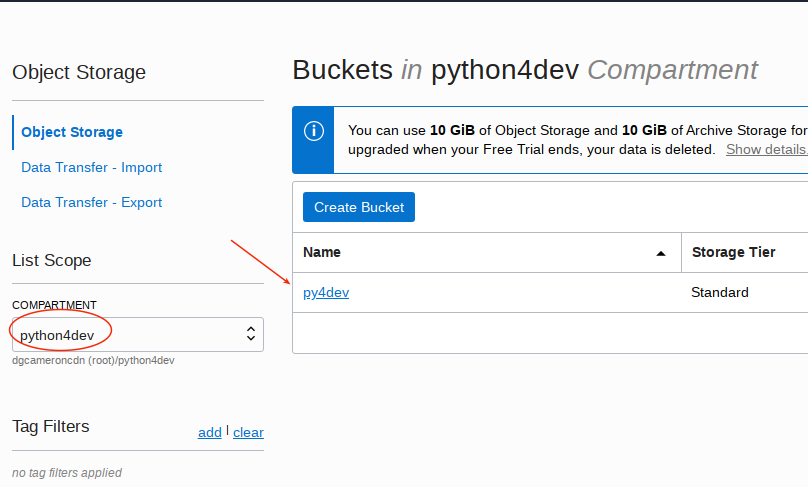 Object Storage
Object Storage
Data Transfer - Import
Data Transfer - Export
List Scope
COMPARTMENT
python4dev
dgcameroncdn (root)/python4dev
Tag Filters
add | clear
no tag filters applied
Buckets in python4dev Compartment
You can use 10 GiB of Object Storage and 10 GiB of Archive Storage for
upgraded when your Free Trial ends, your data is deleted. Show details.
Create Bucket
Name Storage Tier
py4dev Standard